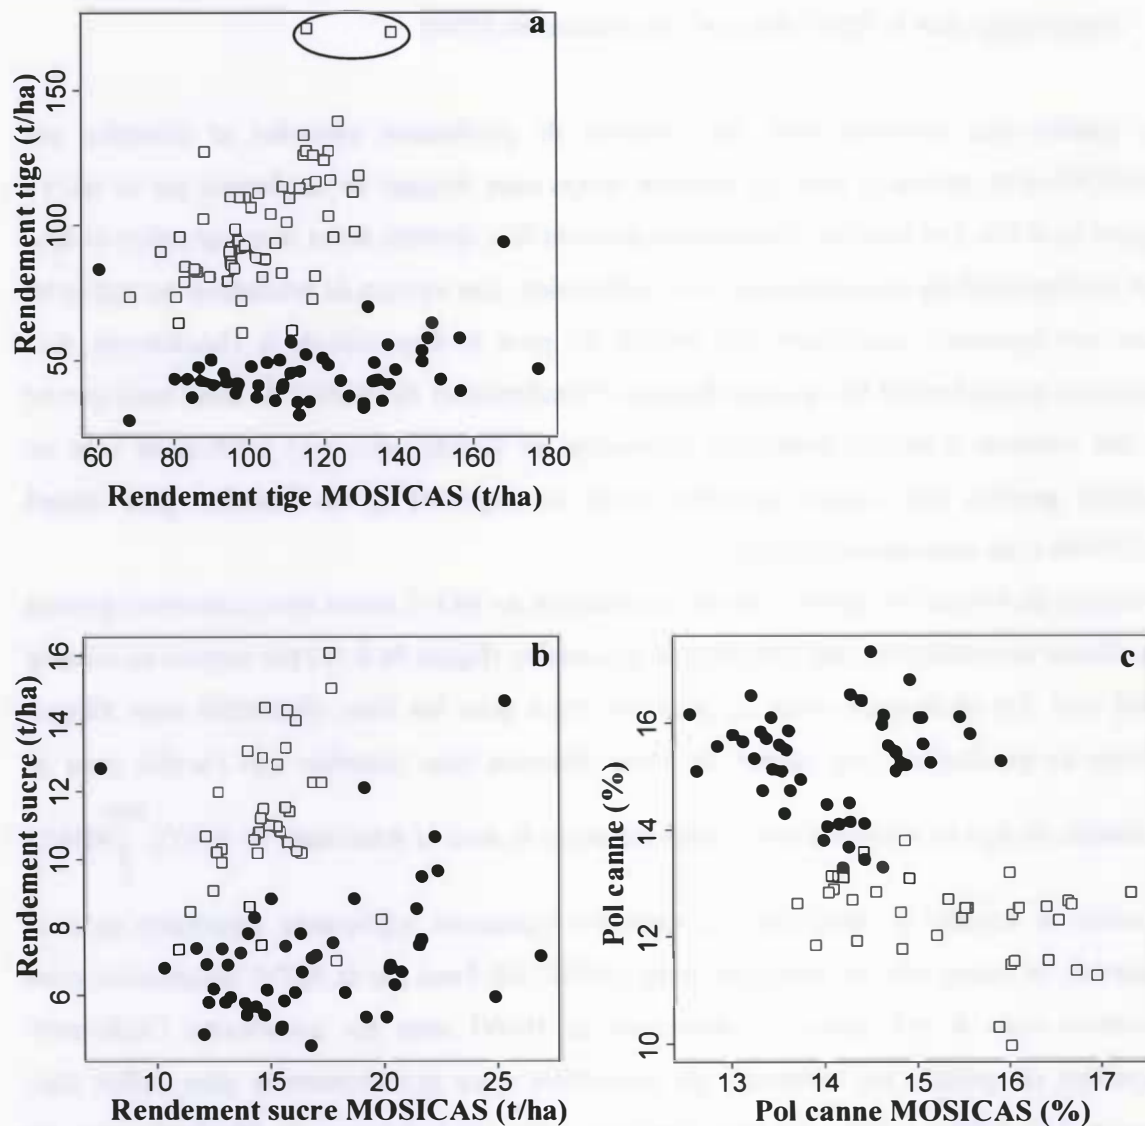 a
Rendement tige (t/ha)
150
100
50
60 80 100 120 140 160 180
Rendement tige MOSICAS (t/ha)
b
Rendement sucre (t/ha)
16
14
12
10
8
6
10 15 20 25
Rendement sucre MOSICAS (t/ha)
c
Pol canne (%)
16
14
12
10
13 14 15 16 17
Pol canne MOSICAS (%)